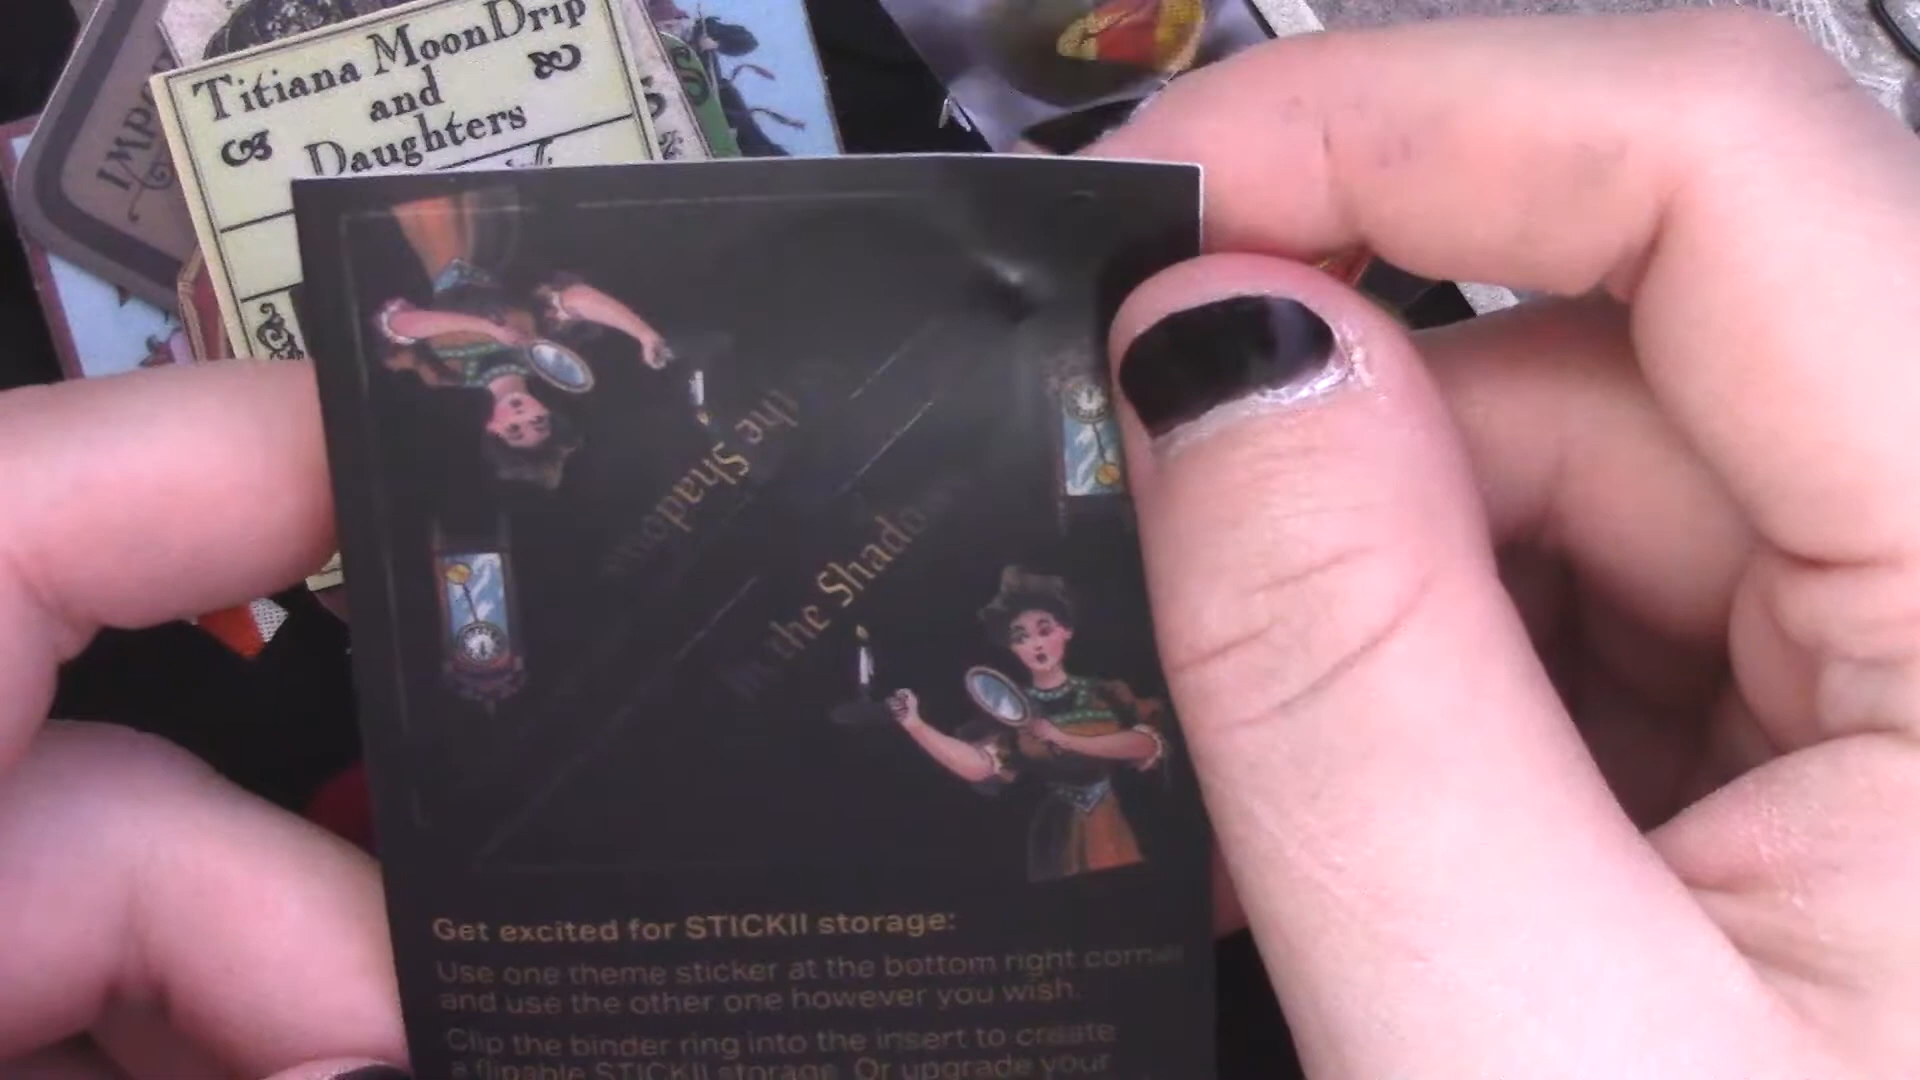 Titiana MoonDrip
and
Daughters
the Shadows
In the Shadow
Get excited for STICKII storage:
Use one theme sticker at the bottom right corner
and use the other one however you wish.
Clip the binder ring into the insert to create
a flipable STICKII storage. Or upgrade your